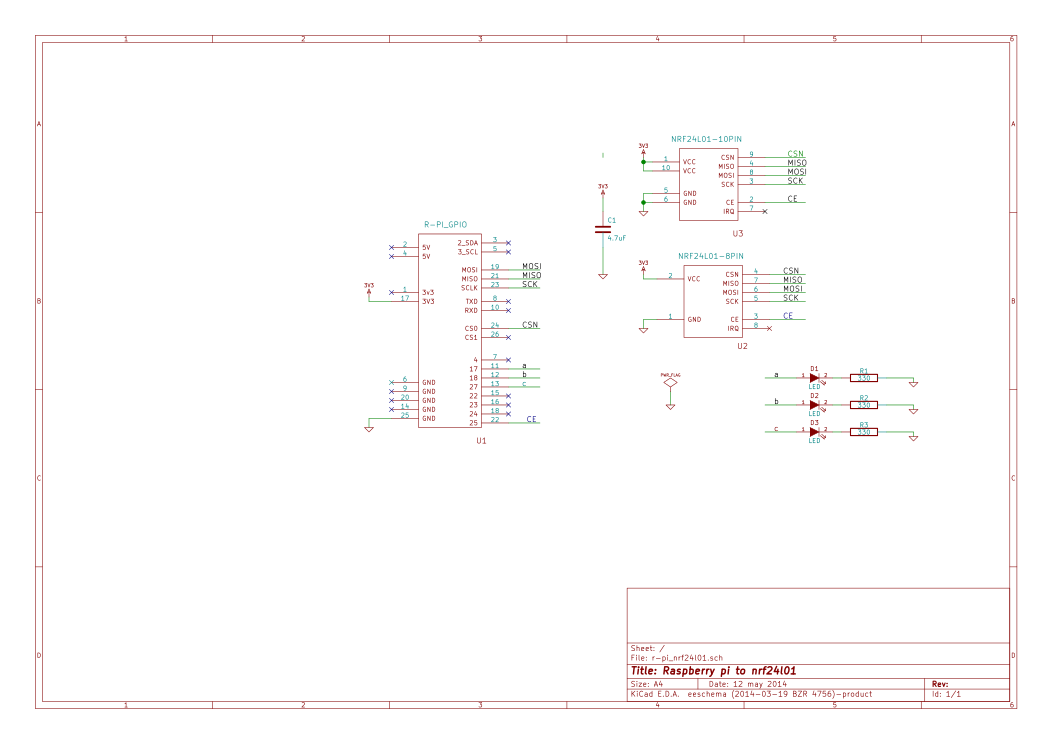 1 2 3 4 5 6
A A
B B
C C
D D
1 2 3 4 5 6
R-PI_GPIO
2 5V
4 5V
1 3v3
3V3
17 3V3
6 GND
9 GND
20 GND
14 GND
25 GND
2_SDA 3
3_SCL 5
MOSI 19 MOSI
MISO 21 MISO
SCLK 23 SCK
TXD 8
RXD 10
CS0 24 CSN
CS1 26
4 7
17 11 a
18 12 b
27 13 c
22 15
23 16
24 18
25 22 CE
U1
3V3
C1
4.7uF
NRF24L01-10PIN
3V3
1 VCC
10 VCC
5 GND
6 GND
CSN 9 CSN
MISO 4 MISO
MOSI 8 MOSI
SCK 3 SCK
CE 2 CE
IRQ 7
U3
NRF24L01-8PIN
3V3
2 VCC
1 GND
CSN 4 CSN
MISO 7 MISO
MOSI 6 MOSI
SCK 5 SCK
CE 3 CE
IRQ 8
U2
PWR_FLAG
a 1 D1 2 LED R1 330
b 1 D2 2 LED R2 330
c 1 D3 2 LED R3 330
Sheet: /
File: r-pi_nrf24l01.sch
Title: Raspberry pi to nrf24l01
Size: A4 Date: 12 may 2014 Rev:
KiCad E.D.A. eeschema (2014-03-19 BZR 4756)-product Id: 1/1